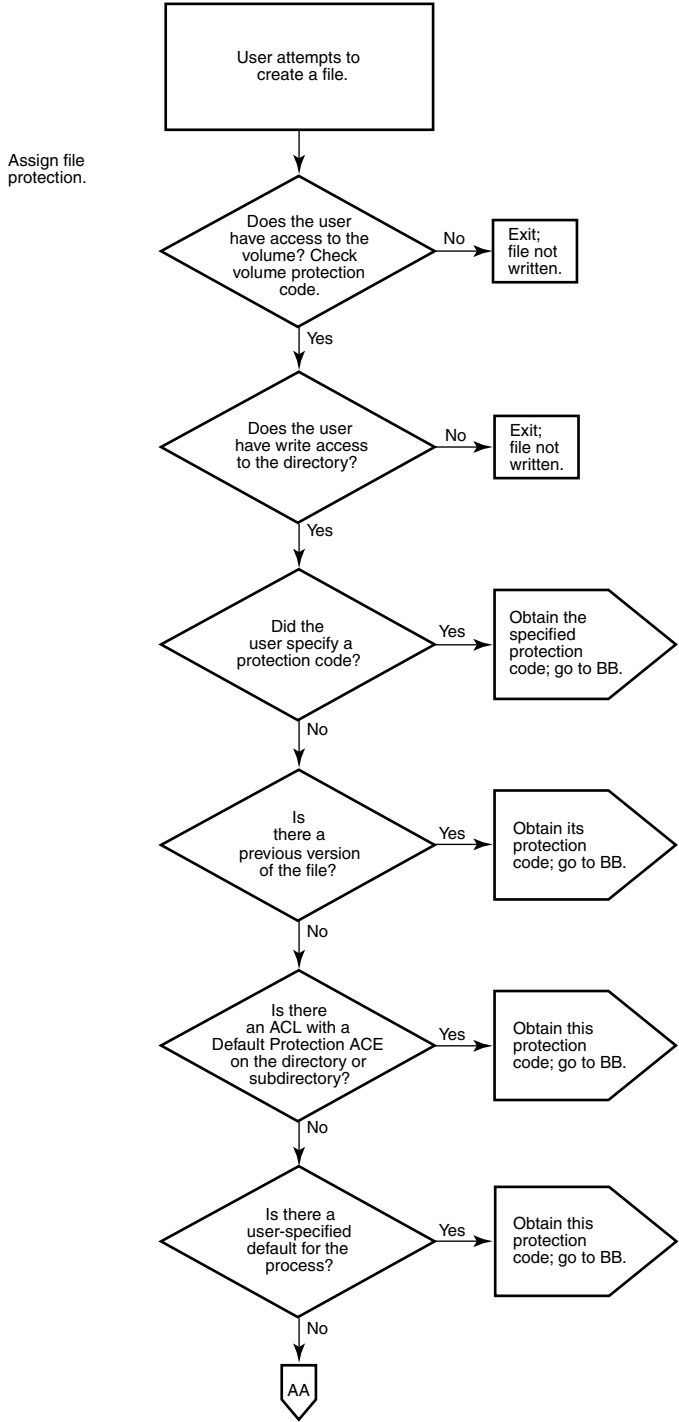 User attempts to
create a file.
Assign file
protection.
Does the user
have access to the
volume? Check
volume protection
code.
No
Exit;
file not
written.
Yes
Does the user
have write access
to the directory?
No
Exit;
file not
written.
Yes
Did the
user specify a
protection code?
Yes
Obtain the
specified
protection
code; go to BB.
No
Is
there a
previous version
of the file?
Yes
Obtain its
protection
code; go to BB.
No
Is there
an ACL with a
Default Protection ACE
on the directory or
subdirectory?
Yes
Obtain this
protection
code; go to BB.
No
Is there a
user-specified
default for the
process?
Yes
Obtain this
protection
code; go to BB.
No
AA